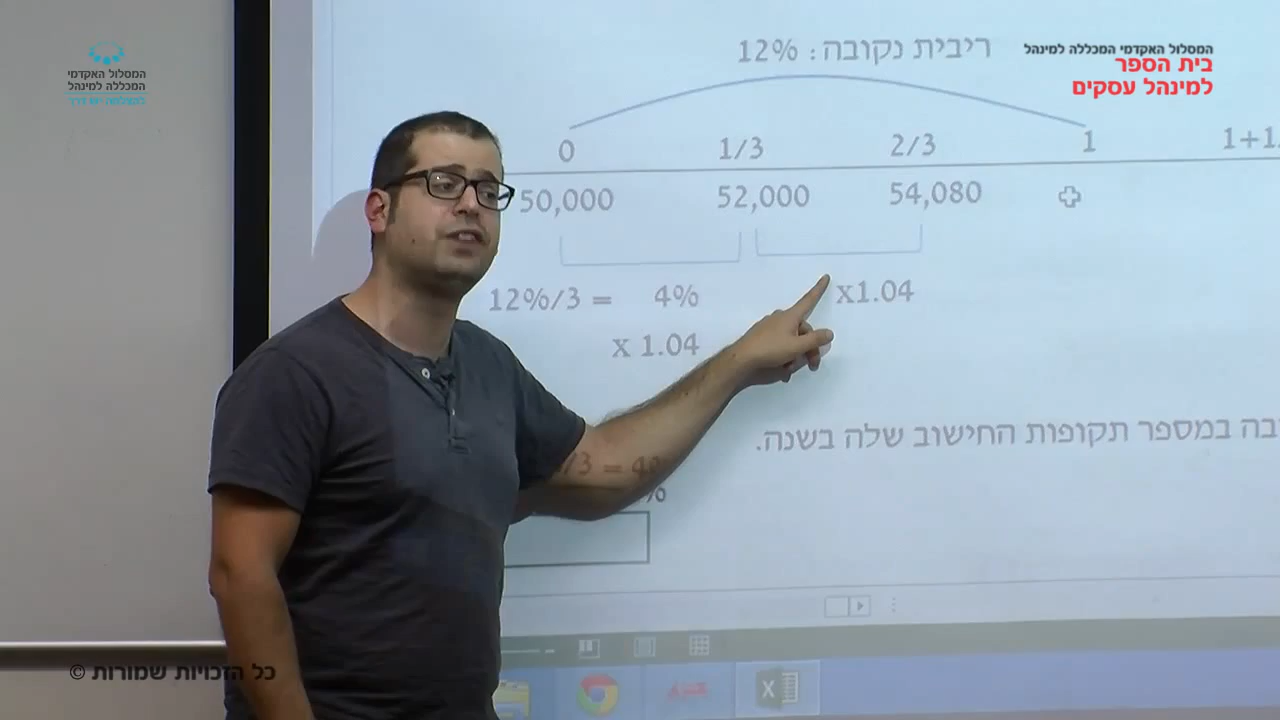 המסלול האקדמי
המכללה למינהל
המסלול האקדמי המכללה למינהל
בית הספר
למינהל עסקים
ריבית נקובה: 12%
0 1/3 2/3 1
50,000 52,000 54,080
12%/3 = 4% x1.04
x 1.04
במספר תקופות החישוב שלה בשנה.
/3 = 4%
%
כל הזכויות שמורות ©